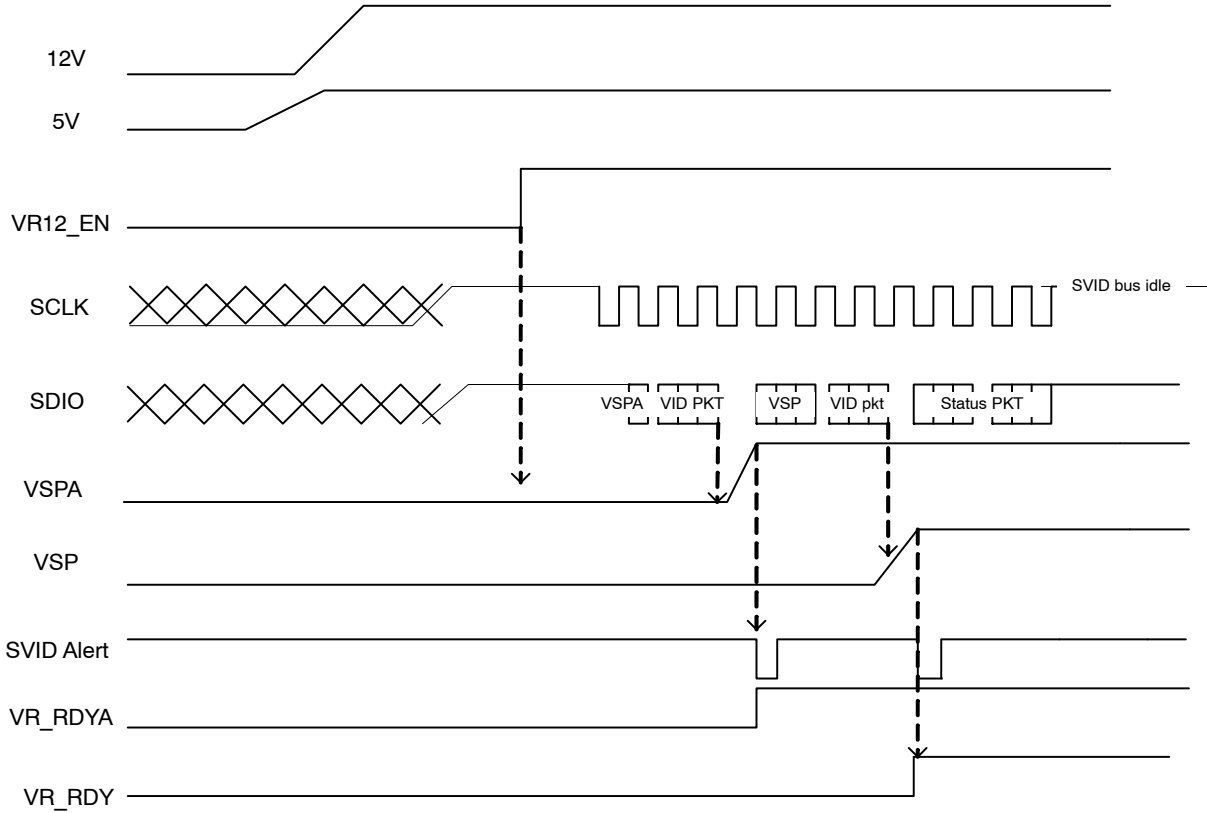 12V
5V
VR12_EN
SCLK
SVID bus idle
SDIO
VSPA VID PKT VSP VID pkt Status PKT
VSPA
VSP
SVID Alert
VR_RDYA
VR_RDY